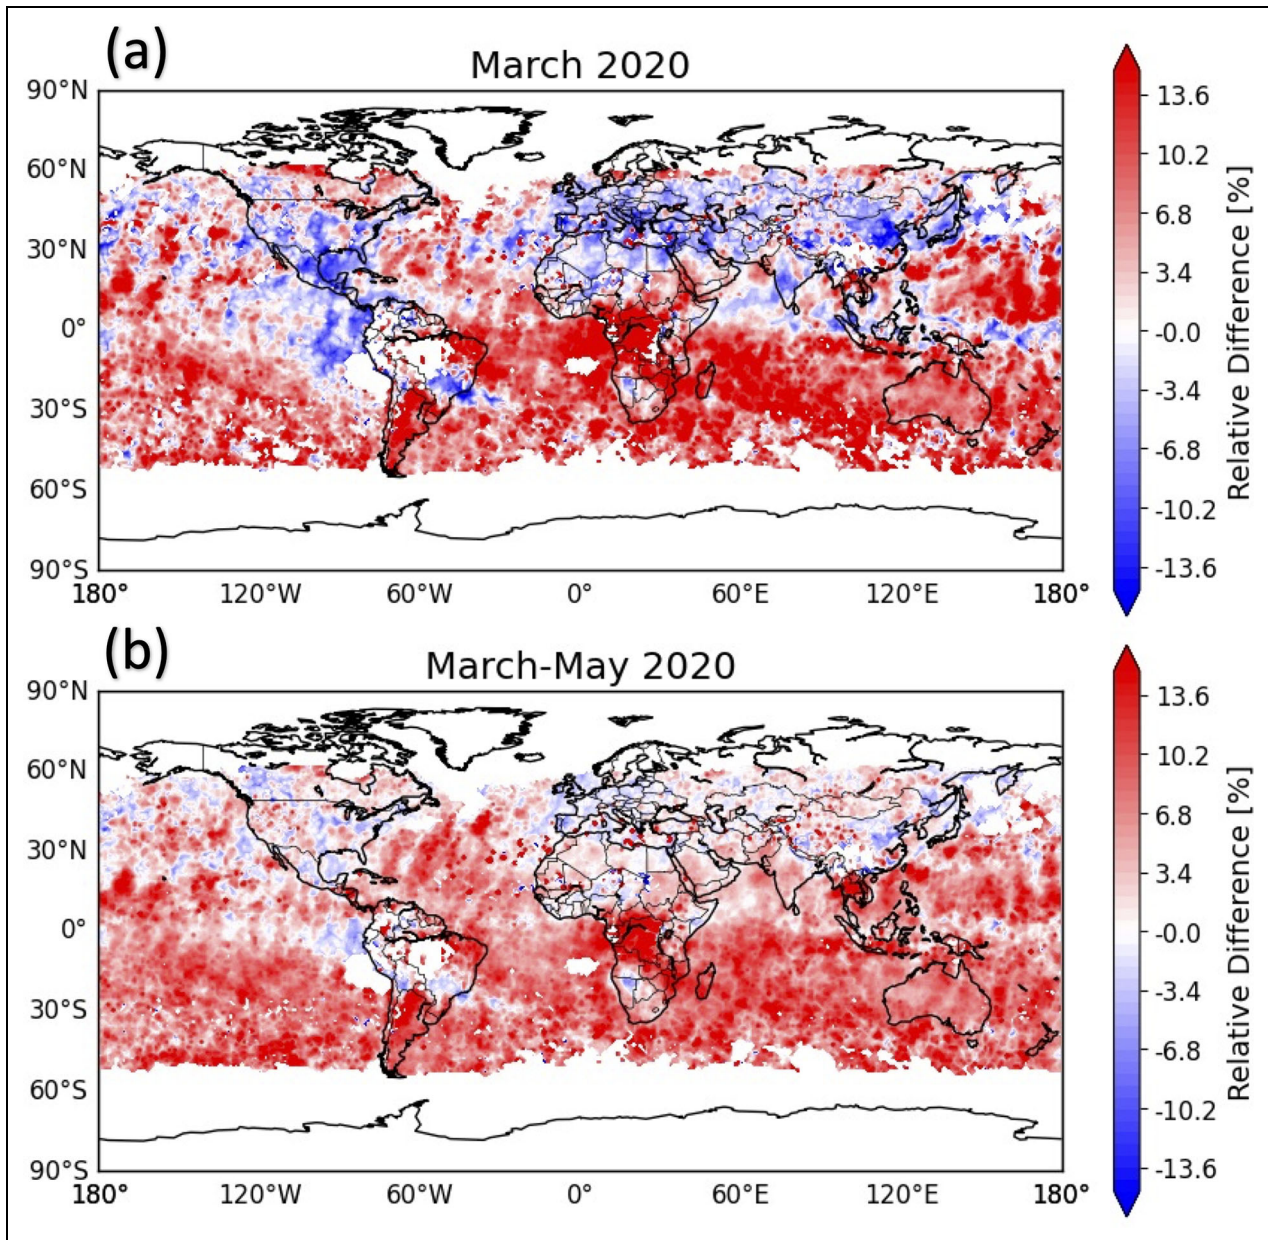 (a)
March 2020
90°N
60°N
30°N
0°
30°S
60°S
90°S
180° 120°W 60°W 0° 60°E 120°E 180°
13.6
10.2
6.8
3.4
-0.0
-3.4
-6.8
-10.2
-13.6
Relative Difference [%]
(b)
March-May 2020
90°N
60°N
30°N
0°
30°S
60°S
90°S
180° 120°W 60°W 0° 60°E 120°E 180°
13.6
10.2
6.8
3.4
-0.0
-3.4
-6.8
-10.2
-13.6
Relative Difference [%]